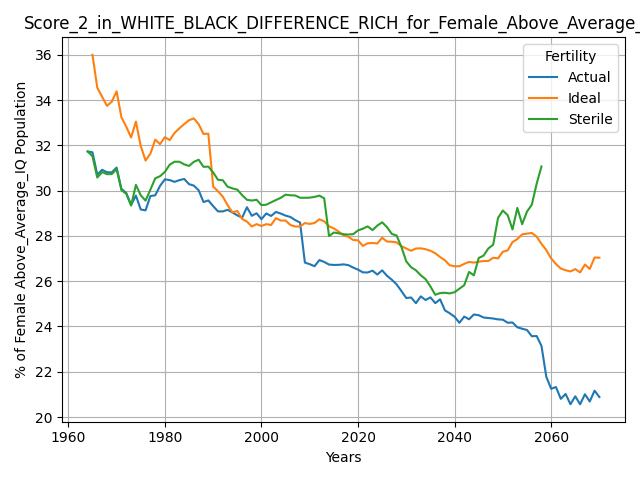 Score_2_in_WHITE_BLACK_DIFFERENCE_RICH_for_Female_Above_Average_
Fertility
Actual
Ideal
Sterile
% of Female Above_Average_IQ Population
36
34
32
30
28
26
24
22
20
1960
1980
2000
2020
2040
2060
Years